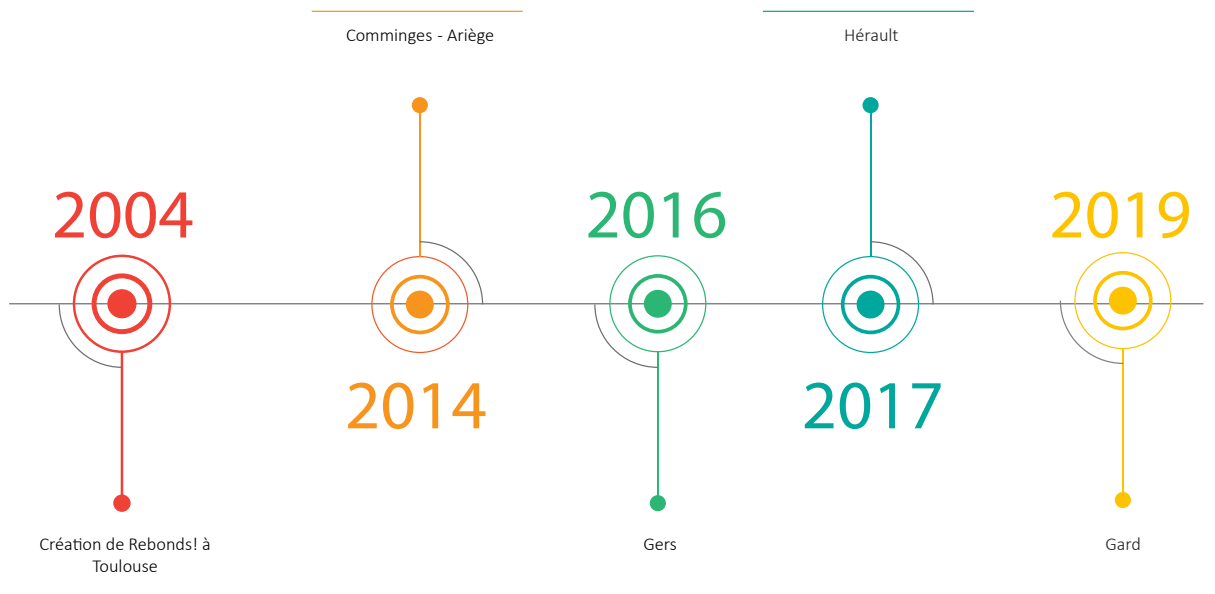 Comminges - Ariège
Hérault
2004
2016
2019
2014
2017
Création de Rebonds! à
Toulouse
Gers
Gard